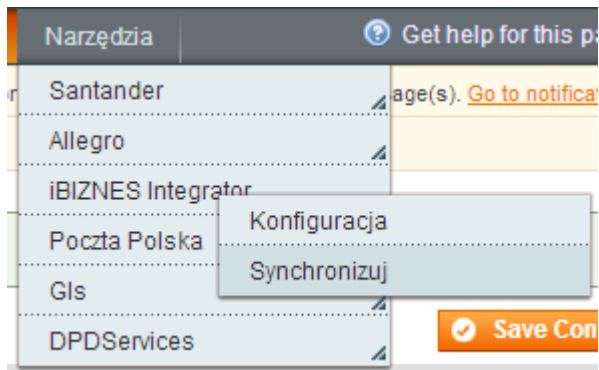 Narzędzia
Get help for this pa
Santander
age(s). Go to notificat
Allegro
iBIZNES Integrator
Konfiguracja
Poczta Polska
Synchronizuj
Gls
DPDServices
Save Con